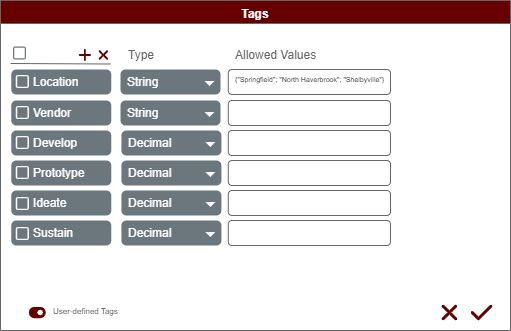 Tags
Type Allowed Values
Location String {"Springfield"; "North Haverbrook"; "Shelbyville"}
Vendor String
Develop Decimal
Prototype Decimal
Ideate Decimal
Sustain Decimal
User-defined Tags